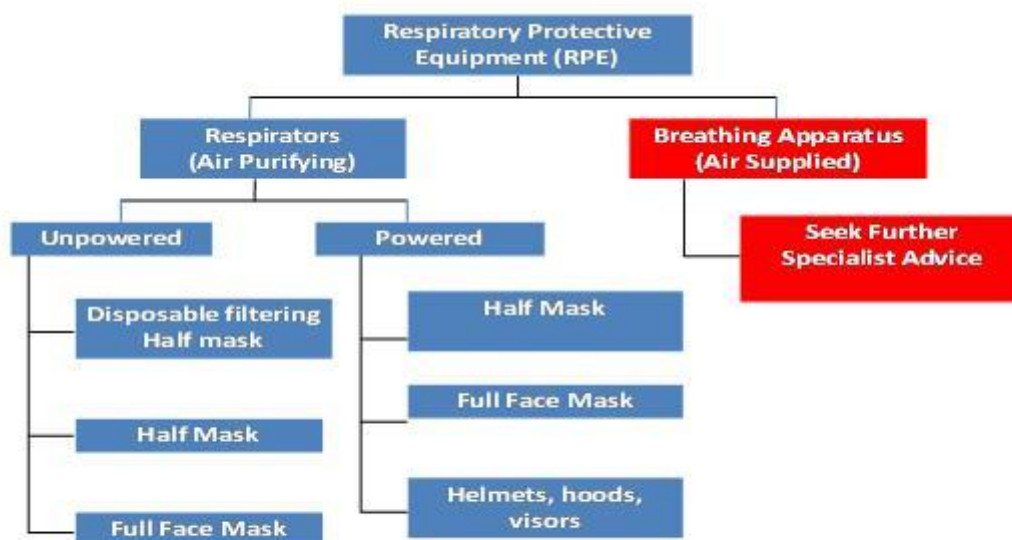 Respiratory Protective
Equipment (RPE)
Respirators
(Air Purifying)
Breathing Apparatus
(Air Supplied)
Unpowered
Powered
Seek Further
Specialist Advice
Disposable filtering
Half mask
Half Mask
Full Face Mask
Half Mask
Full Face Mask
Helmets, hoods,
visors